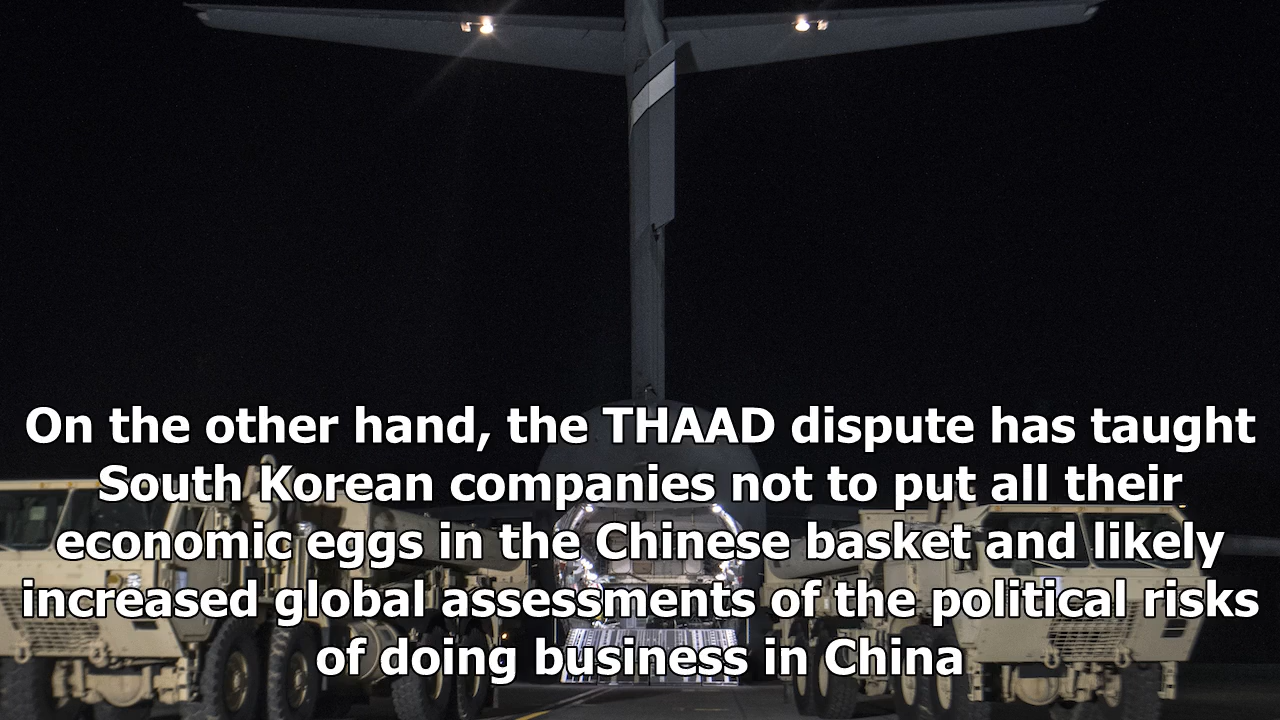 On the other hand, the THAAD dispute has taught
South Korean companies not to put all their
economic eggs in the Chinese basket and likely
increased global assessments of the political risks
of doing business in China